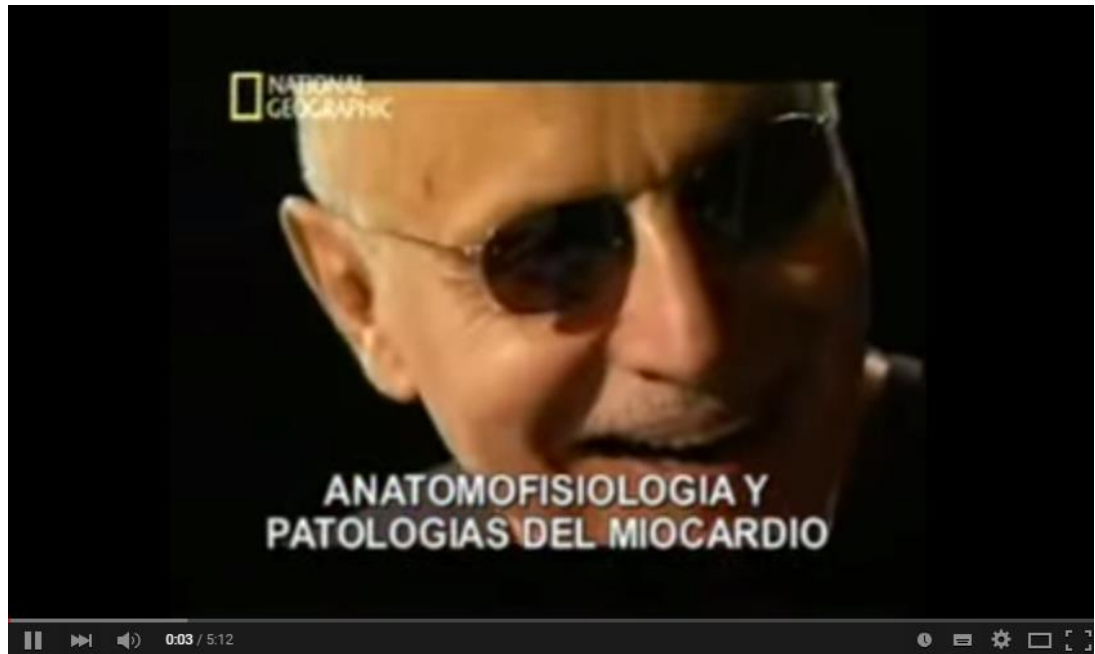 NATIONAL
GEOGRAPHIC
ANATOMOFISIOLOGIA Y
PATOLOGIAS DEL MIOCARDIO
0:03 / 5:12